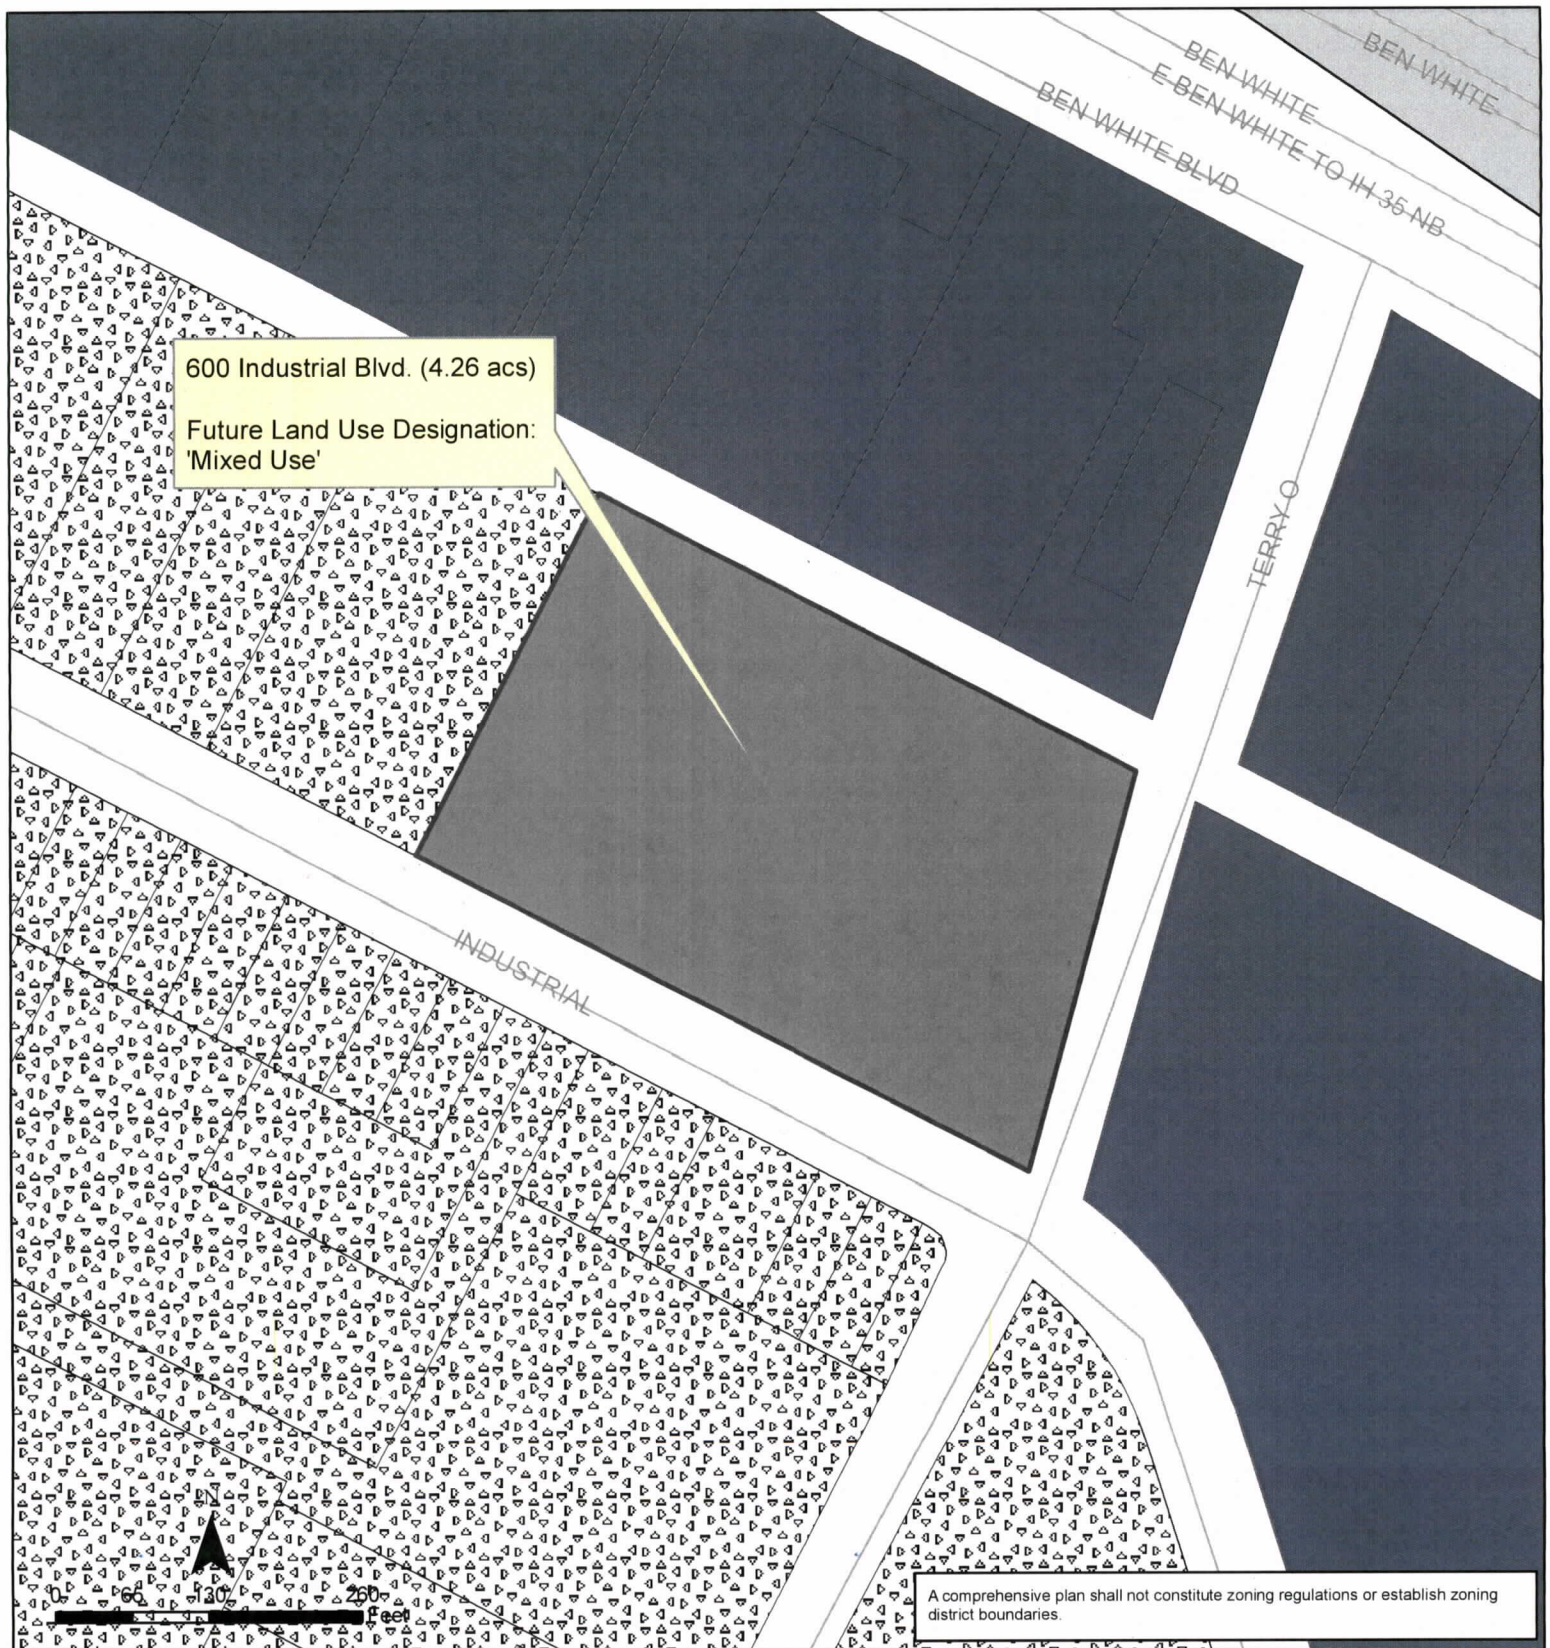 BEN WHITE
BEN WHITE
E BEN WHITE TO IH 35 NB
BEN WHITE BLVD
600 Industrial Blvd. (4.26 acs)
Future Land Use Designation:
'Mixed Use'
TERRY O
INDUSTRIAL
N
0 65 130 260
Feet
A comprehensive plan shall not constitute zoning regulations or establish zoning
district boundaries.